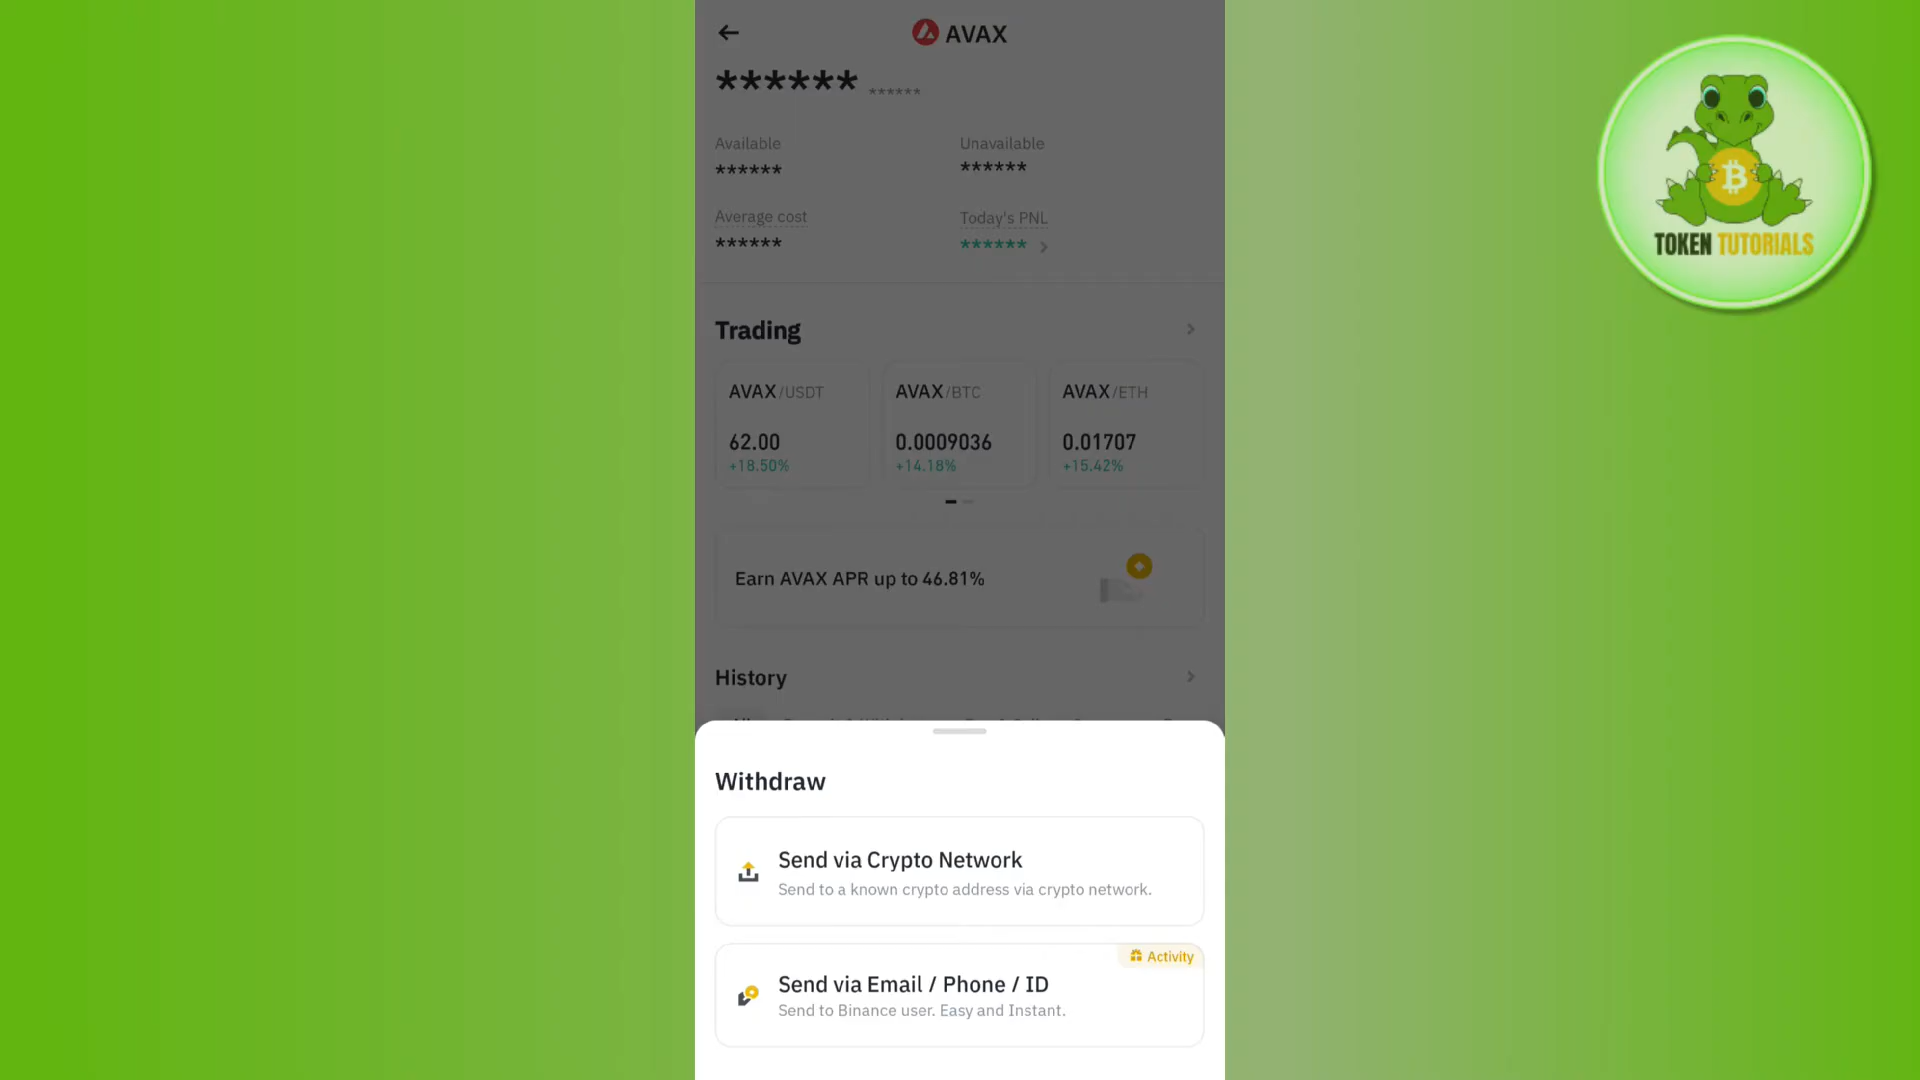 AVAX
****** ******
Available
******
Unavailable
******
Average cost
******
Today's PNL
******
Trading
AVAX/USDT
62.00
+18.50%
AVAX/BTC
0.0009036
+14.18%
AVAX/ETH
0.01707
+15.42%
Earn AVAX APR up to 46.81%
History
Withdraw
Send via Crypto Network
Send to a known crypto address via crypto network.
Activity
Send via Email / Phone / ID
Send to Binance user. Easy and Instant.
TOKEN TUTORIALS